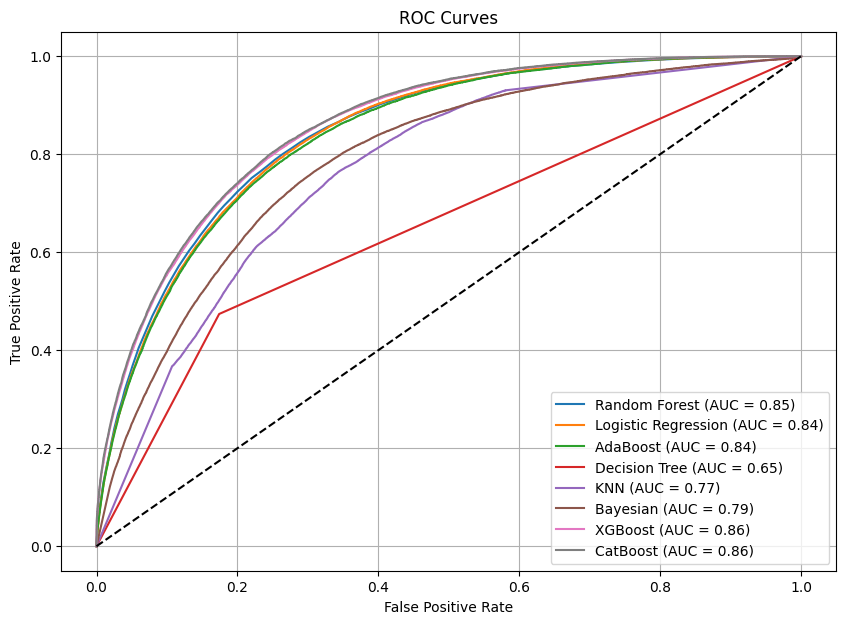 ROC Curves
1.0
0.8
0.6
0.4
0.2
0.0
True Positive Rate
0.0 0.2 0.4 0.6 0.8 1.0
False Positive Rate
Random Forest (AUC = 0.85)
Logistic Regression (AUC = 0.84)
AdaBoost (AUC = 0.84)
Decision Tree (AUC = 0.65)
KNN (AUC = 0.77)
Bayesian (AUC = 0.79)
XGBoost (AUC = 0.86)
CatBoost (AUC = 0.86)